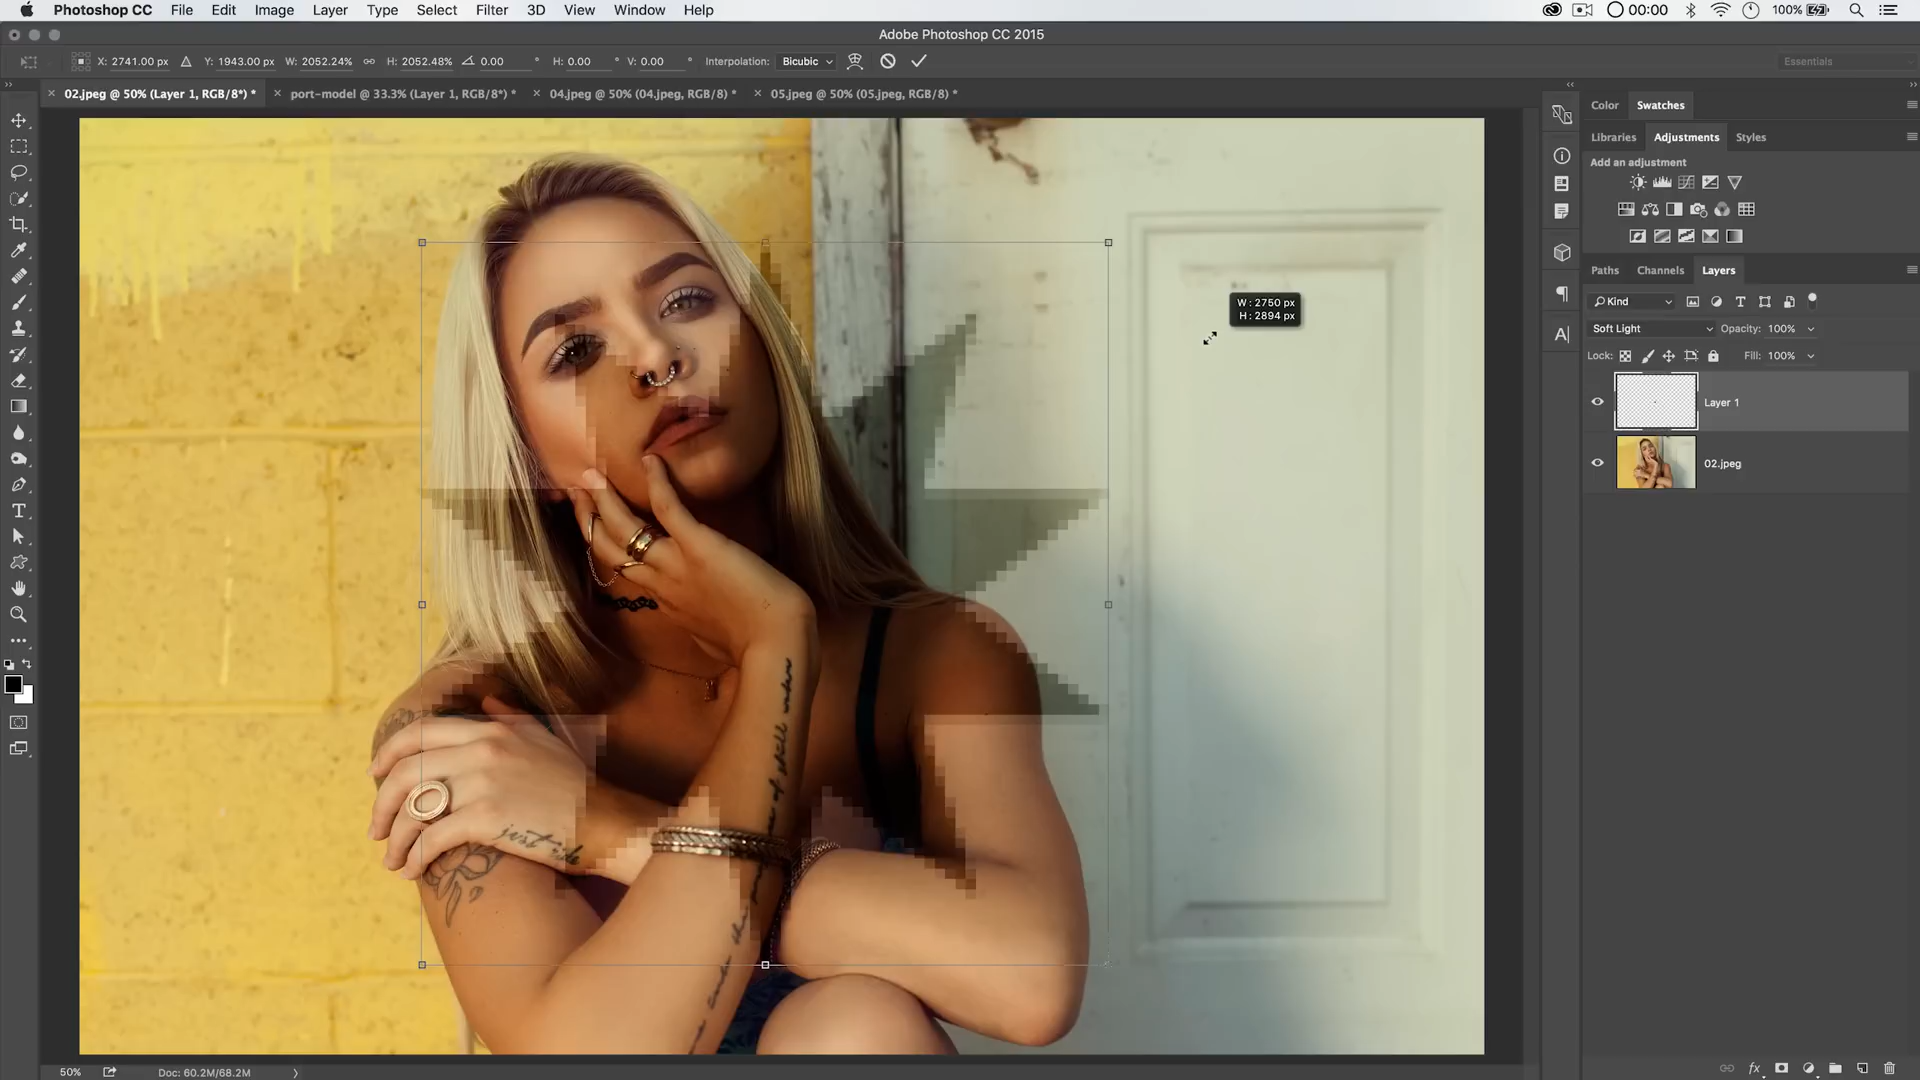 Photoshop CC File Edit Image Layer Type Select Filter 3D View Window Help 00:00 100%
Adobe Photoshop CC 2015
X: 2741.00 px Y: 1943.00 px W: 2052.24% H: 2052.48% 0.00 ° H: 0.00 ° V: 0.00 ° Interpolation: Bicubic Essentials
02.jpeg @ 50% (Layer 1, RGB/8*) * port-model @ 33.3% (Layer 1, RGB/8*) * 04.jpeg @ 50% (04.jpeg, RGB/8) * 05.jpeg @ 50% (05.jpeg, RGB/8) *
Color Swatches
Libraries Adjustments Styles
Add an adjustment
Paths Channels Layers
Kind
Soft Light Opacity: 100%
Lock: Fill: 100%
Layer 1
02.jpeg
W : 2750 px
H : 2894 px
just
of still
50% Doc: 60.2M/68.2M
fx